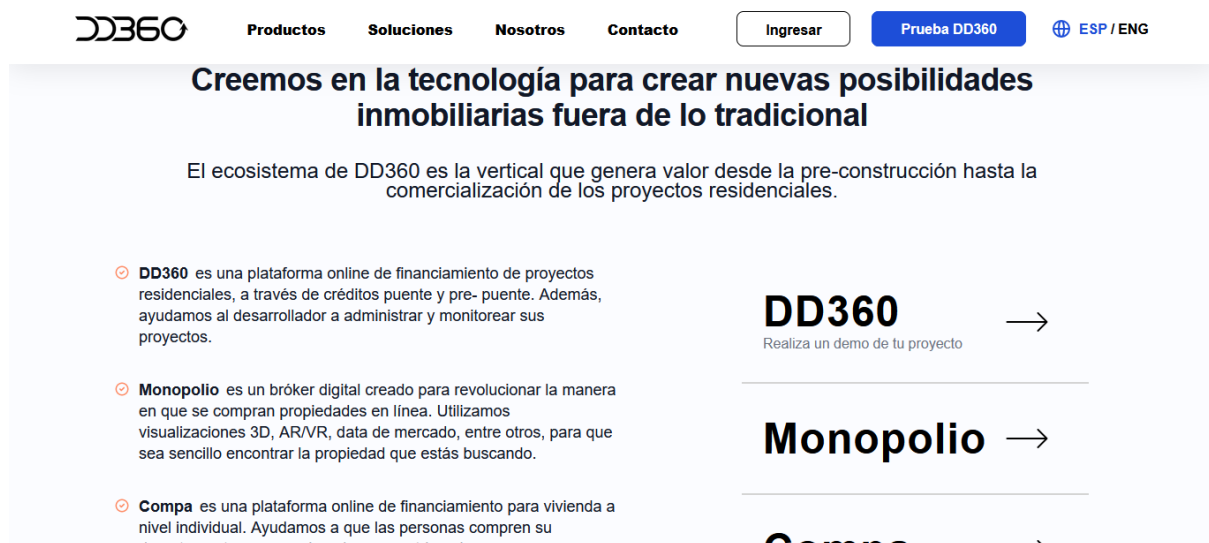 DD360
Productos
Soluciones
Nosotros
Contacto
Ingresar
Prueba DD360
ESP / ENG
Creemos en la tecnología para crear nuevas posibilidades
inmobiliarias fuera de lo tradicional
El ecosistema de DD360 es la vertical que genera valor desde la pre-construcción hasta la
comercialización de los proyectos residenciales.
DD360 es una plataforma online de financiamiento de proyectos
residenciales, a través de créditos puente y pre- puente. Además,
ayudamos al desarrollador a administrar y monitorear sus
proyectos.
Monopolio es un bróker digital creado para revolucionar la manera
en que se compran propiedades en línea. Utilizamos
visualizaciones 3D, AR/VR, data de mercado, entre otros, para que
sea sencillo encontrar la propiedad que estás buscando.
Compa es una plataforma online de financiamiento para vivienda a
nivel individual. Ayudamos a que las personas compren su
DD360
Realiza un demo de tu proyecto
Monopolio
Compa